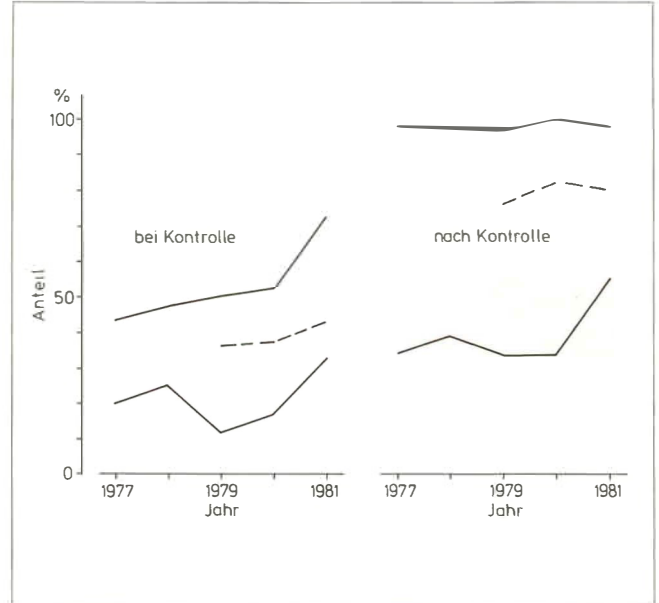 %
100
50
0
Anteil
bei Kontrolle
nach Kontrolle
1977 1979 1981
Jahr
1977 1979 1981
Jahr